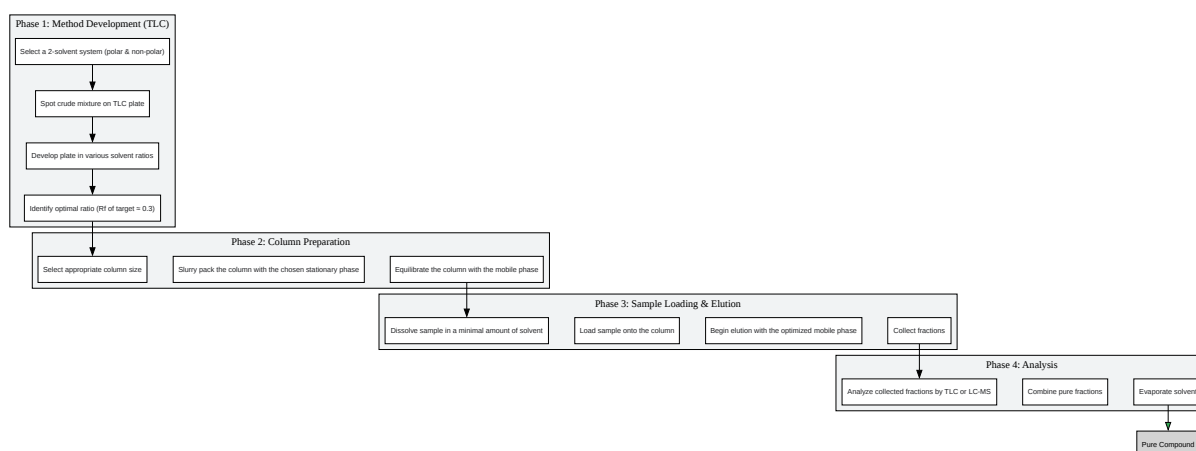 Phase 1: Method Development (TLC)
Select a 2-solvent system (polar & non-polar)
Spot crude mixture on TLC plate
Develop plate in various solvent ratios
Identify optimal ratio (Rf of target ≈ 0.3)
Phase 2: Column Preparation
Select appropriate column size
Slurry pack the column with the chosen stationary phase
Equilibrate the column with the mobile phase
Phase 3: Sample Loading & Elution
Dissolve sample in a minimal amount of solvent
Load sample onto the column
Begin elution with the optimized mobile phase
Collect fractions
Phase 4: Analysis
Analyze collected fractions by TLC or LC-MS
Combine pure fractions
Evaporate solvent
Pure Compound